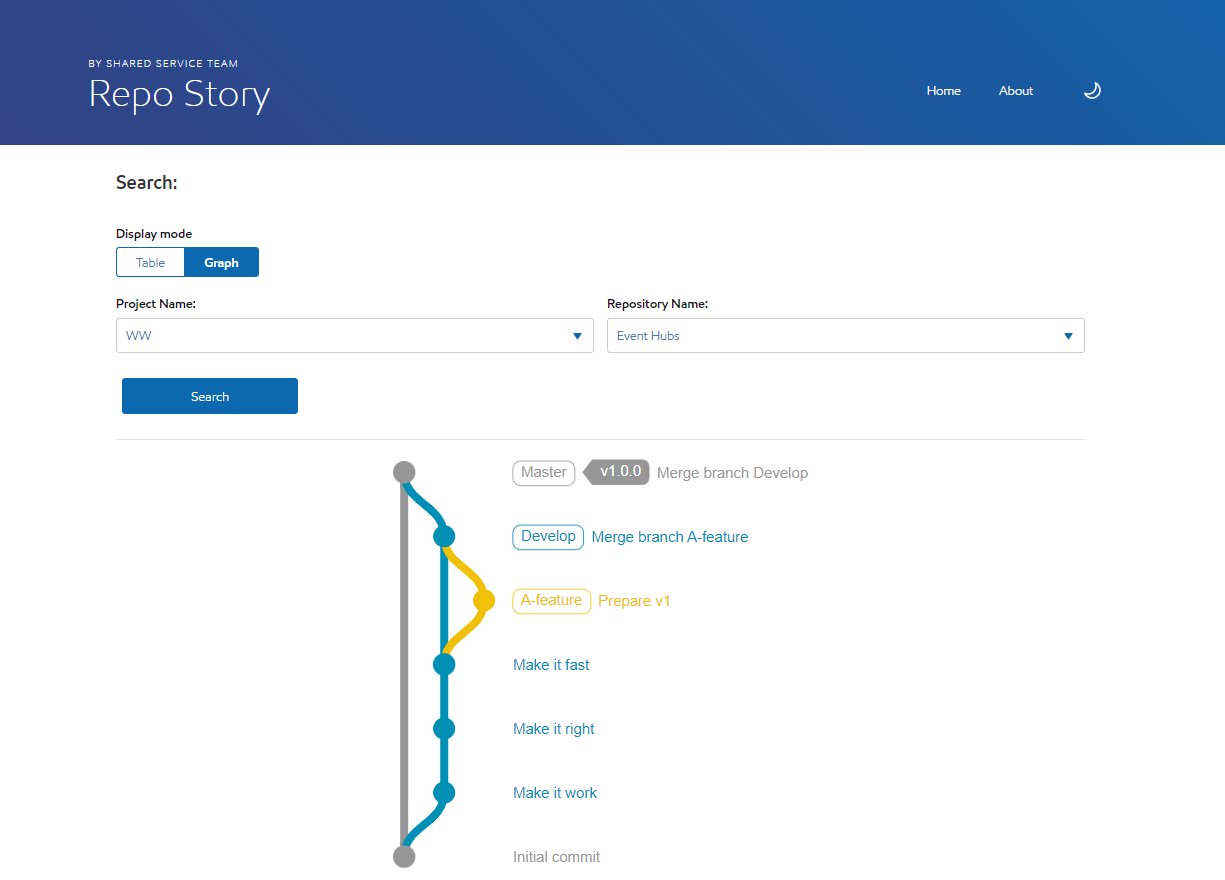 BY SHARED SERVICE TEAM
Repo Story
Home About
Search:
Display mode
Table Graph
Project Name: Repository Name:
WW Event Hubs
Search
Master v1.0.0 Merge branch Develop
Develop Merge branch A-feature
A-feature Prepare v1
Make it fast
Make it right
Make it work
Initial commit